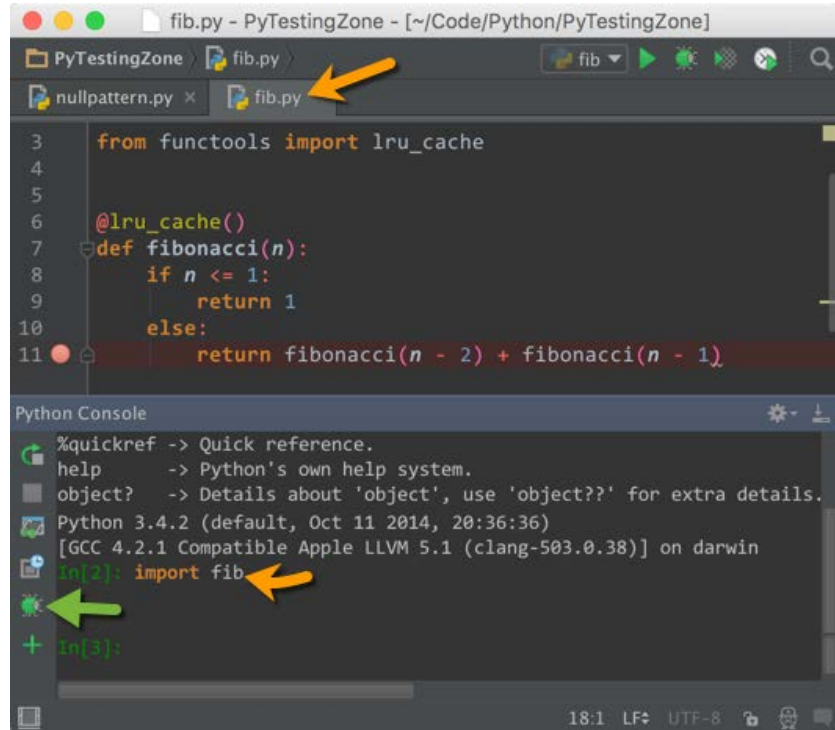 fib.py - PyTestingZone - [~/Code/Python/PyTestingZone]
PyTestingZone fib.py fib
nullpattern.py × fib.py
3 from functools import lru_cache
4
5
6 @lru_cache()
7 def fibonacci(n):
8 if n <= 1:
9 return 1
10 else:
11 return fibonacci(n - 2) + fibonacci(n - 1)
Python Console
%quickref -> Quick reference.
help -> Python's own help system.
object? -> Details about 'object', use 'object??' for extra details.
Python 3.4.2 (default, Oct 11 2014, 20:36:36)
[GCC 4.2.1 Compatible Apple LLVM 5.1 (clang-503.0.38)] on darwin
In[2]: import fib
In[3]:
18:1 LF UTF-8